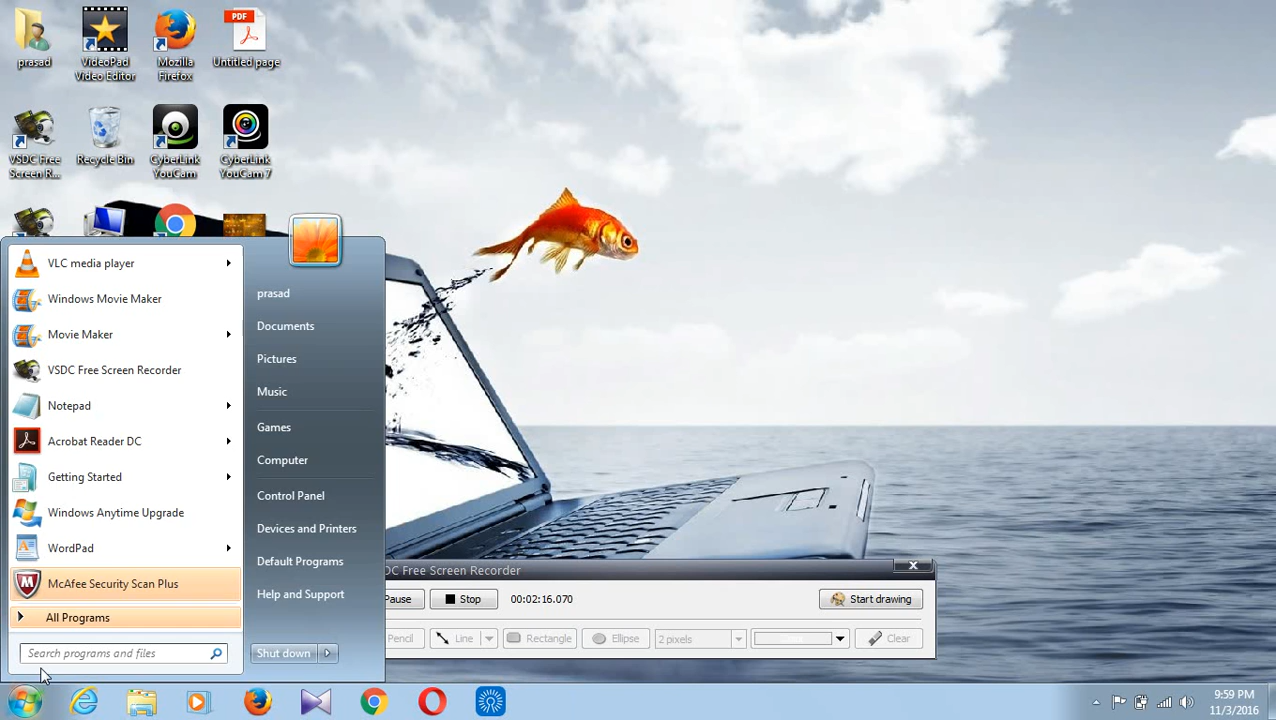 prasad
VideoPad
Video Editor
Mozilla
Firefox
PDF
Untitled page
VSDC Free
Screen R...
Recycle Bin
CyberLink
YouCam
CyberLink
YouCam 7
VLC media player
Windows Movie Maker
Movie Maker
VSDC Free Screen Recorder
Notepad
Acrobat Reader DC
Getting Started
Windows Anytime Upgrade
WordPad
McAfee Security Scan Plus
All Programs
Search programs and files
prasad
Documents
Pictures
Music
Games
Computer
Control Panel
Devices and Printers
Default Programs
Help and Support
Shut down
DC Free Screen Recorder
Pause
Stop
00:02:16.070
Start drawing
Pencil
Line
Rectangle
Ellipse
2 pixels
Clear
9:59 PM
11/3/2016